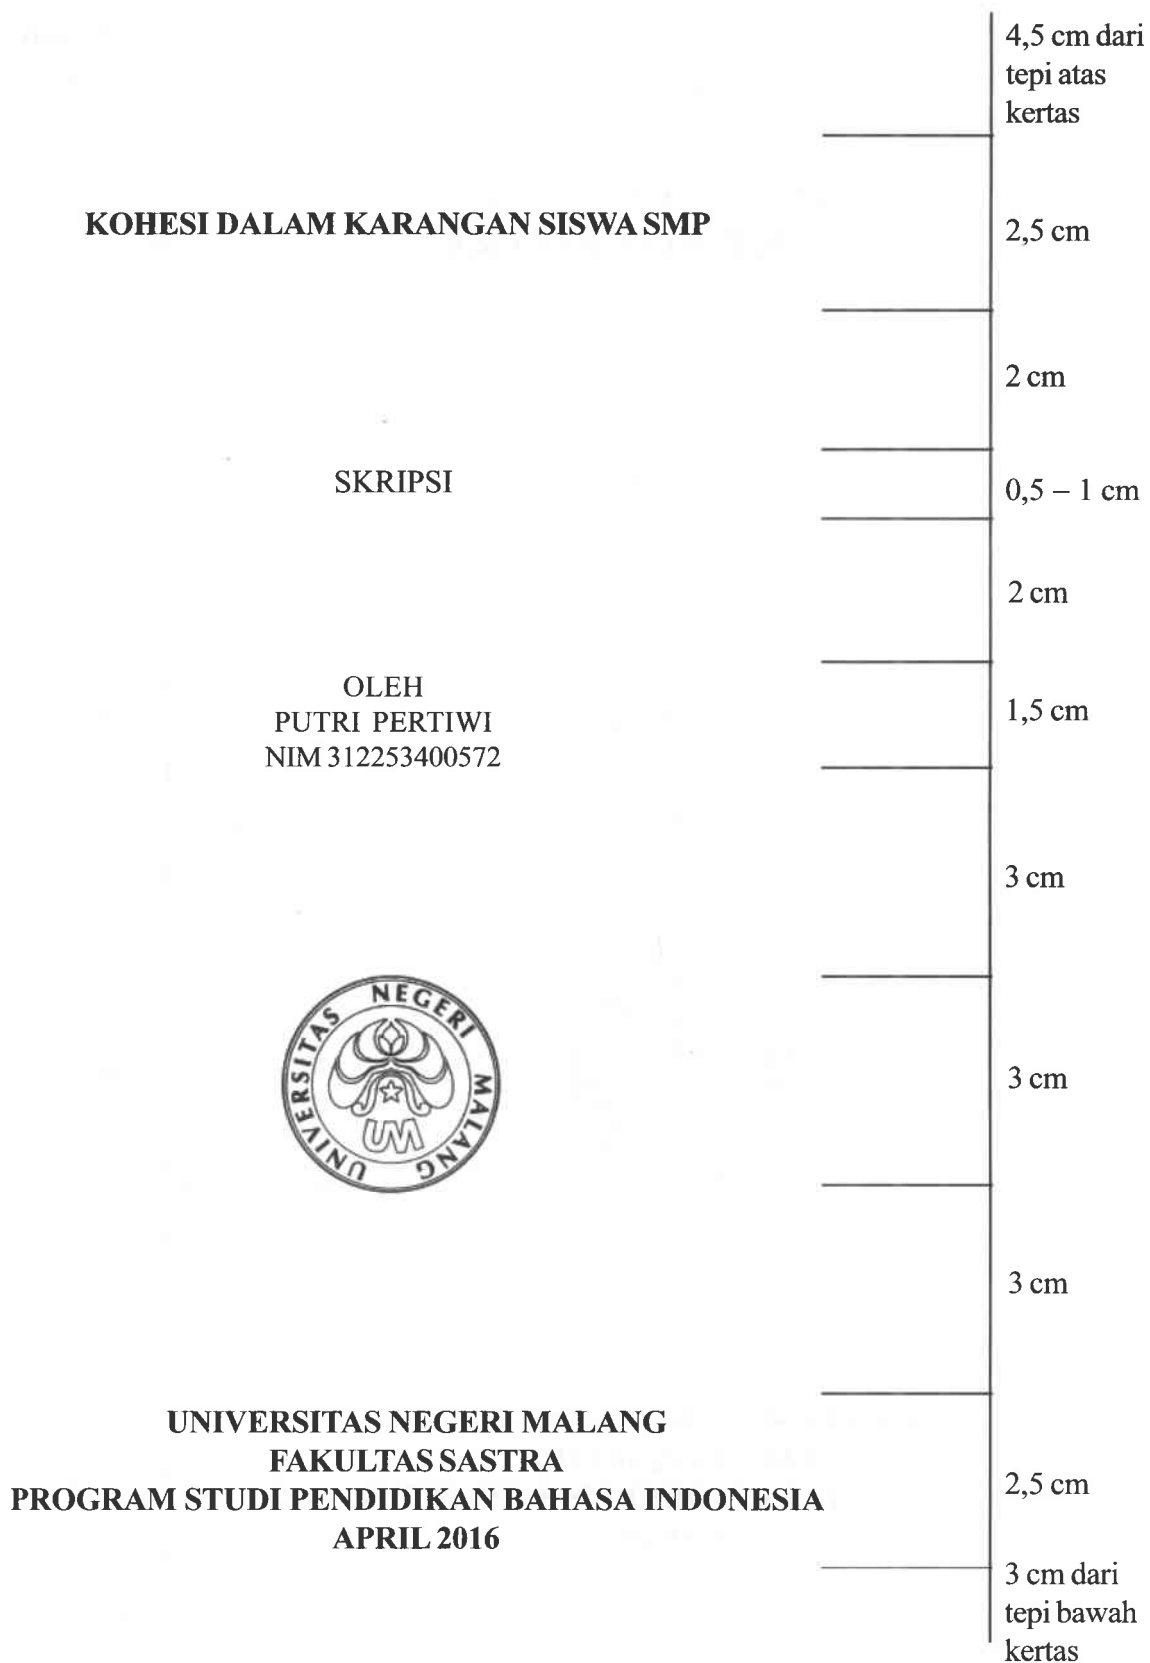 4,5 cm dari
tepi atas
kertas
KOHESI DALAM KARANGAN SISWA SMP
2,5 cm
2 cm
SKRIPSI
0,5 – 1 cm
2 cm
OLEH
PUTRI PERTIWI
NIM 312253400572
1,5 cm
3 cm
UNIVERSITAS NEGERI MALANG
UM
3 cm
3 cm
UNIVERSITAS NEGERI MALANG
FAKULTAS SASTRA
PROGRAM STUDI PENDIDIKAN BAHASA INDONESIA
APRIL 2016
2,5 cm
3 cm dari
tepi bawah
kertas